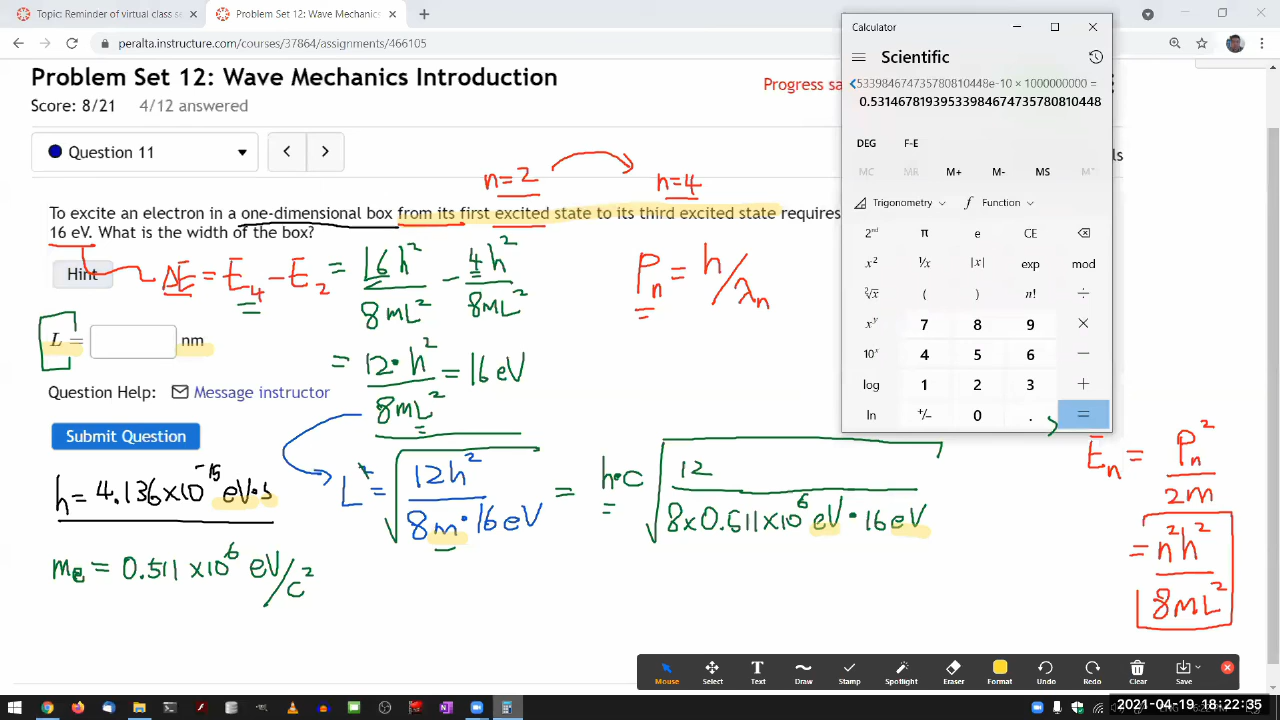 Topic: Reminder of virtual class s
Problem Set 12: Wave Mechanics
peralta.instructure.com/courses/37864/assignments/466105
Problem Set 12: Wave Mechanics Introduction
Progress sa
Score: 8/21 4/12 answered
Question 11
ls
n=2
n=4
To excite an electron in a one-dimensional box from its first excited state to its third excited state requires
16 eV. What is the width of the box?
Hint
ΔE = E₄ - E₂ = 16h²/8mL² - 4h²/8mL²
Pₙ = h/λₙ
L = nm
= 12·h²/8mL² = 16 eV
Question Help: Message instructor
Submit Question
h = 4.136×10⁻¹⁵ eV·s
L = √(12h²/8m·16eV) = h·c √(12/8×0.511×10⁶ eV·16eV)
mₑ = 0.511×10⁶ eV/c²
Eₙ = Pₙ²/2m
= n²h²/8mL²
Calculator
Scientific
53398467473578081044​8e-10 × 1000000000 =
0.53146781939533984674735780810448
DEG F-E
MC MR M+ M- MS M
Trigonometry Function
2ⁿᵈ π e CE
x² ¹/x |x| exp mod
²√x ( ) n! ÷
xʸ 7 8 9 ×
10ˣ 4 5 6 −
log 1 2 3 +
ln +/− 0 . =
Mouse Select Text Draw Stamp Spotlight Eraser Format Undo Redo Clear Save
2021-04-19 18:22:35